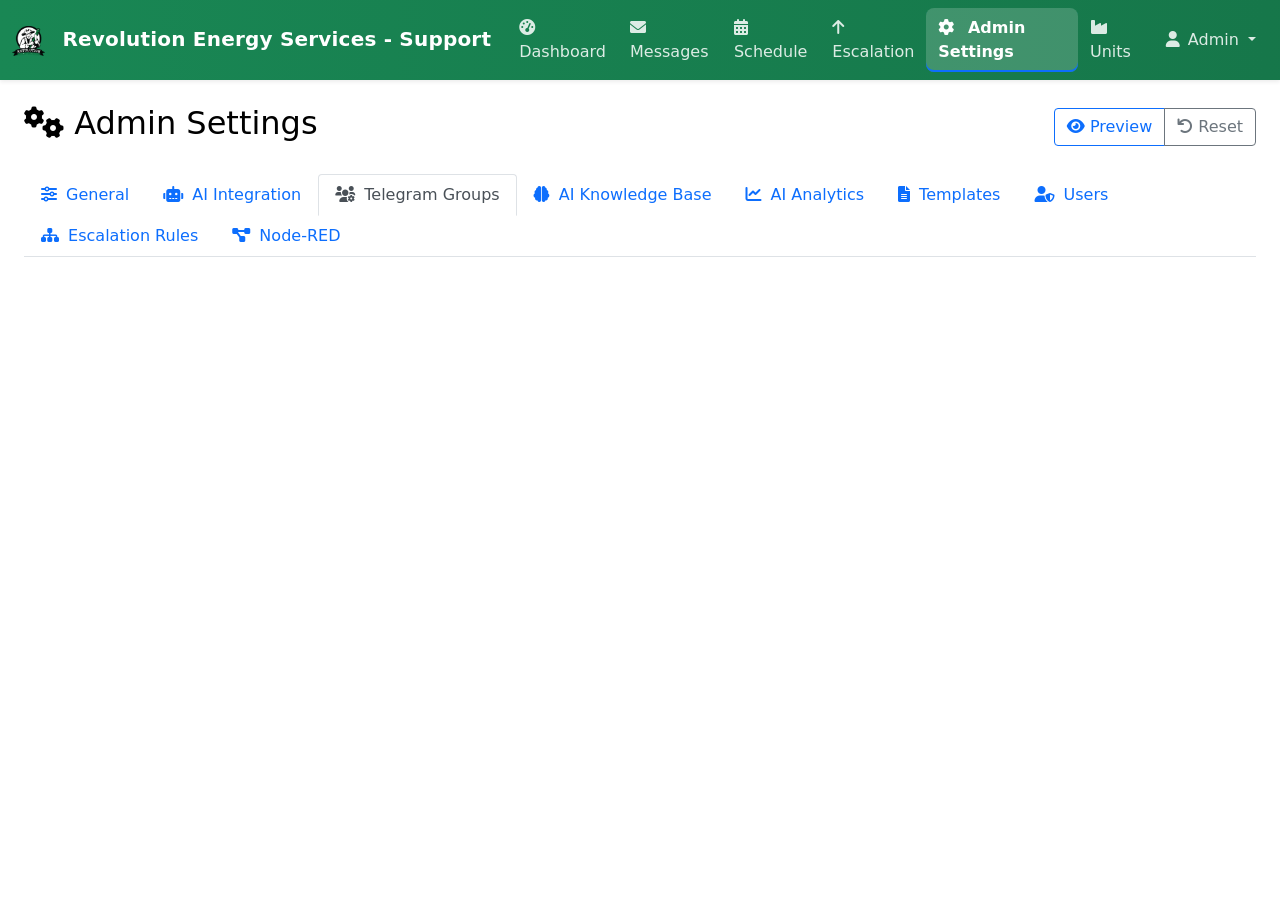 Revolution Energy Services - Support
Dashboard
Messages
Schedule
Escalation
Admin
Settings
Units
Admin
Admin Settings
Preview
Reset
General
AI Integration
Telegram Groups
AI Knowledge Base
AI Analytics
Templates
Users
Escalation Rules
Node-RED